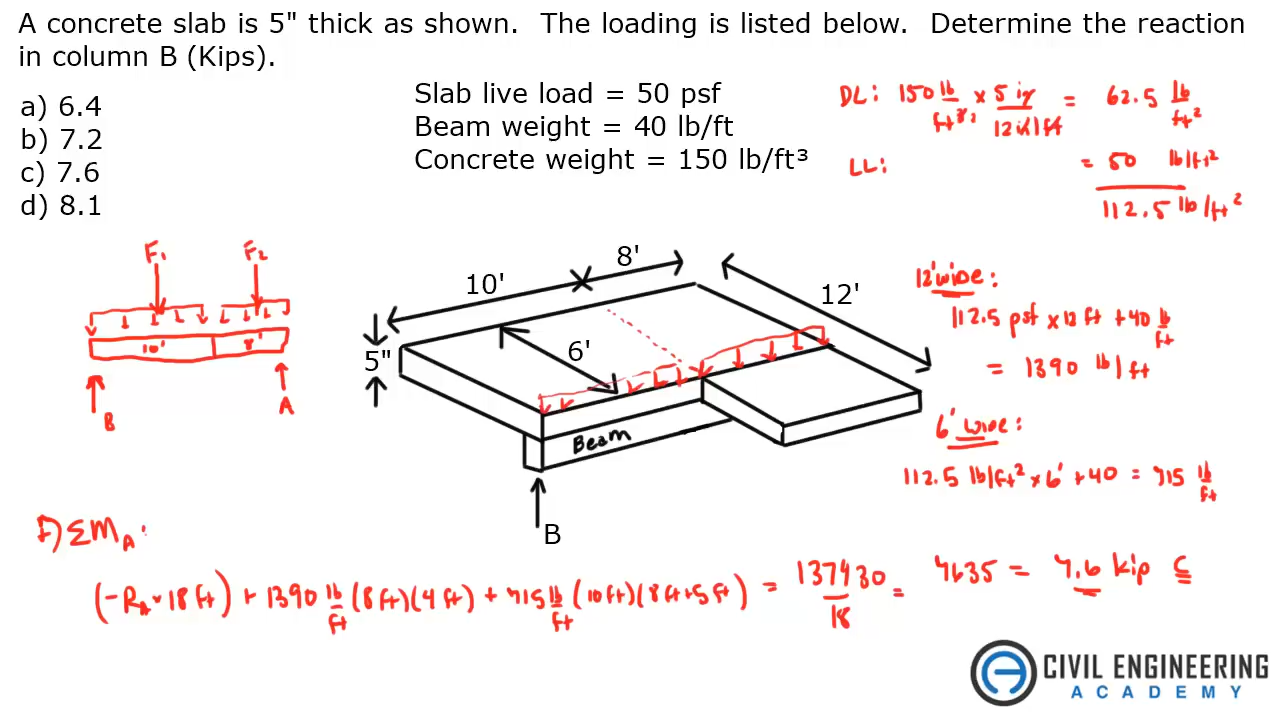 A concrete slab is 5" thick as shown. The loading is listed below. Determine the reaction
in column B (Kips).
a) 6.4
b) 7.2
c) 7.6
d) 8.1
Slab live load = 50 psf
Beam weight = 40 lb/ft
Concrete weight = 150 lb/ft³
DL: 150 lb/ft³² × 5 in/12 in/1ft = 62.5 lb/ft²
LL: = 50 lb/ft²
112.5 lb/ft²
F₁ F₂
10' 8'
B A
10'
8'
12'
5"
6'
Beam
B
12' wide:
112.5 psf × 12 ft + 40 lb/ft
= 1390 lb/ft
6' wide:
112.5 lb/ft² × 6' + 40 = 715 lb/ft
+) ΣM_A:
(-R_A × 18 ft) + 1390 lb/ft (8 ft)(4 ft) + 715 lb/ft (10 ft)(8 ft + 5 ft) = 137430/18 = 7635 = 7.6 kip C
CIVIL ENGINEERING
ACADEMY